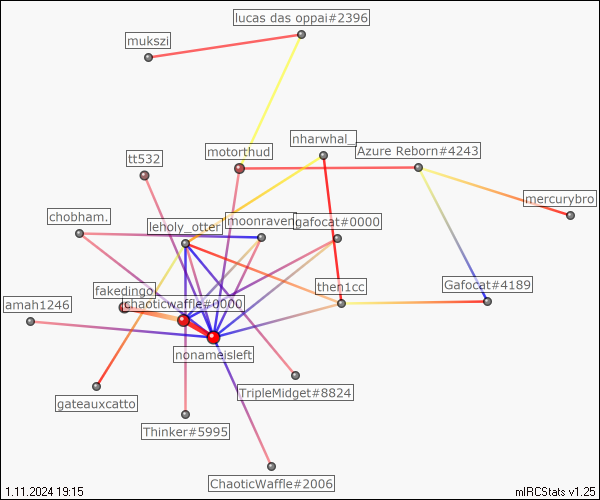 lucas das oppai#2396
mukszi
nharwhal_
motorthud
Azure Reborn#4243
tt532
mercurybro
chobham.
leholy_otter
moonraven
gafocat#0000
then1cc
Gafocat#4189
fakedingo
chaoticwaffle#0000
amah1246
nonameisleft
TripleMidget#8824
gateauxcatto
Thinker#5995
ChaoticWaffle#2006
1.11.2024 19:15
mIRCStats v1.25